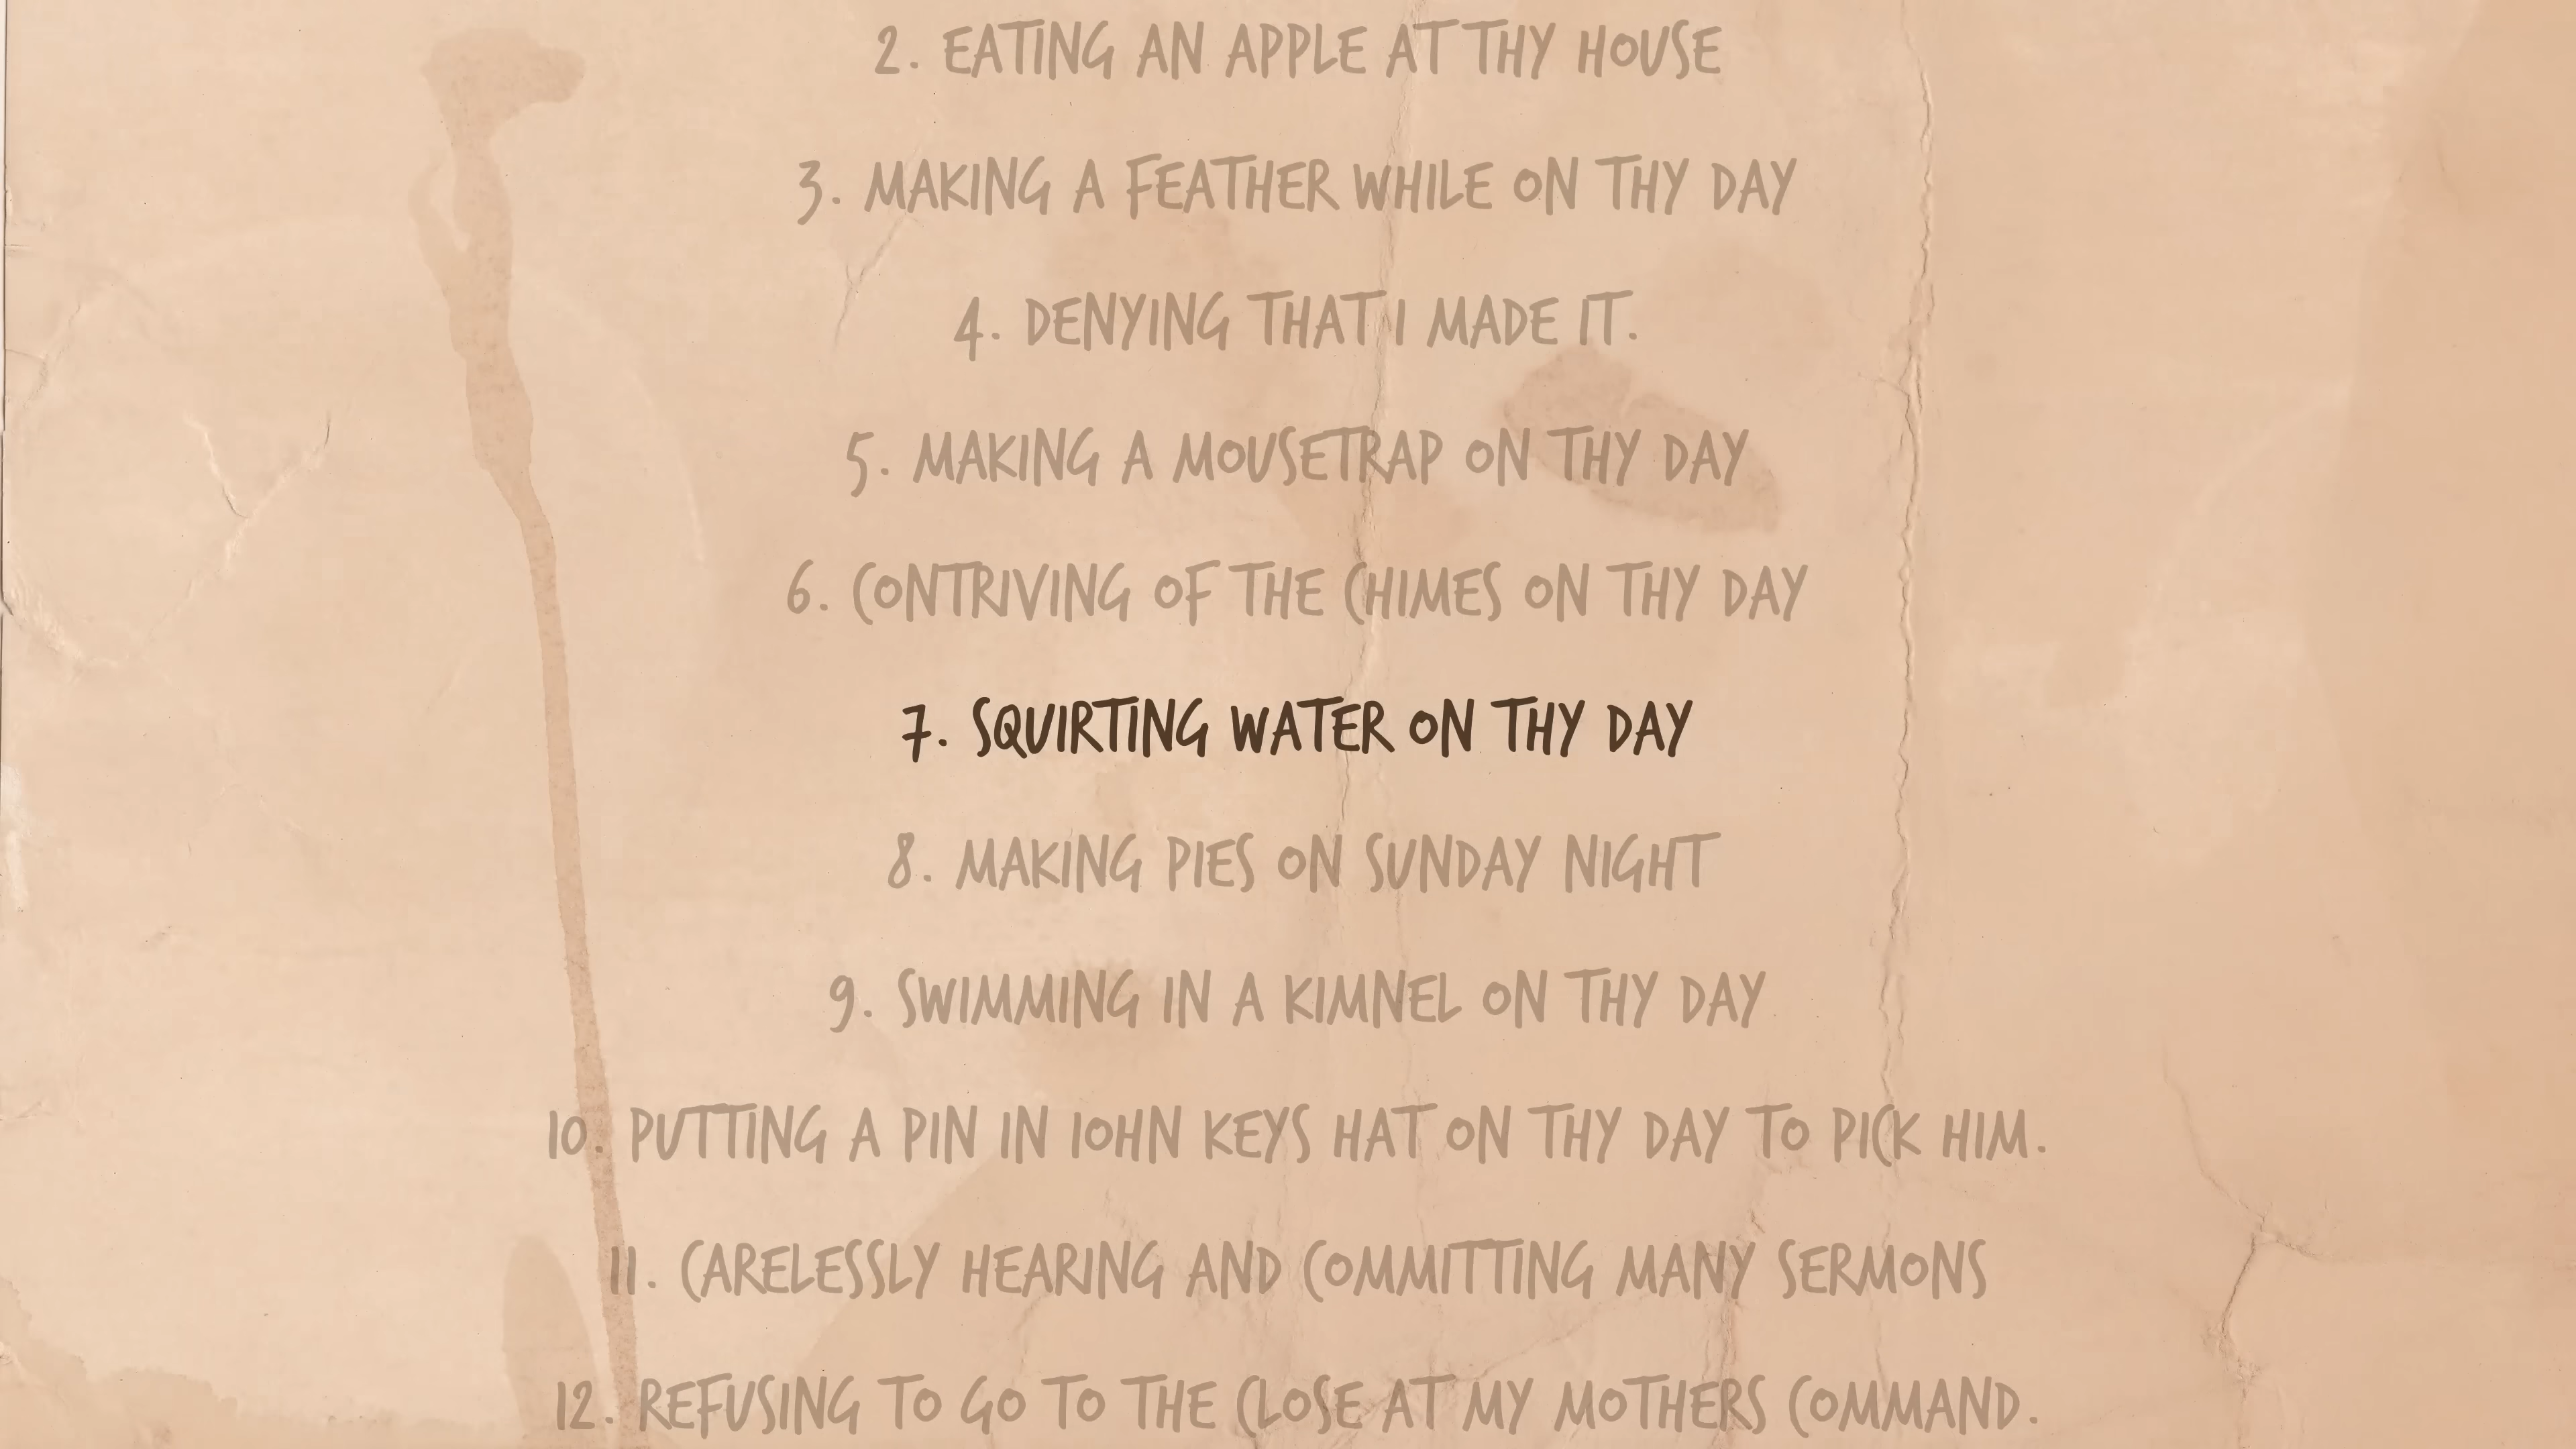 2. EATING AN APPLE AT THY HOUSE
3. MAKING A FEATHER WHILE ON THY DAY
4. DENYING THAT I MADE IT.
5. MAKING A MOUSETRAP ON THY DAY
6. CONTRIVING OF THE CHIMES ON THY DAY
7. SQUIRTING WATER ON THY DAY
8. MAKING PIES ON SUNDAY NIGHT
9. SWIMMING IN A KIMNEL ON THY DAY
10. PUTTING A PIN IN IOHN KEYS HAT ON THY DAY TO PICK HIM.
11. CARELESSLY HEARING AND COMMITTING MANY SERMONS
12. REFUSING TO GO TO THE CLOSE AT MY MOTHERS COMMAND.